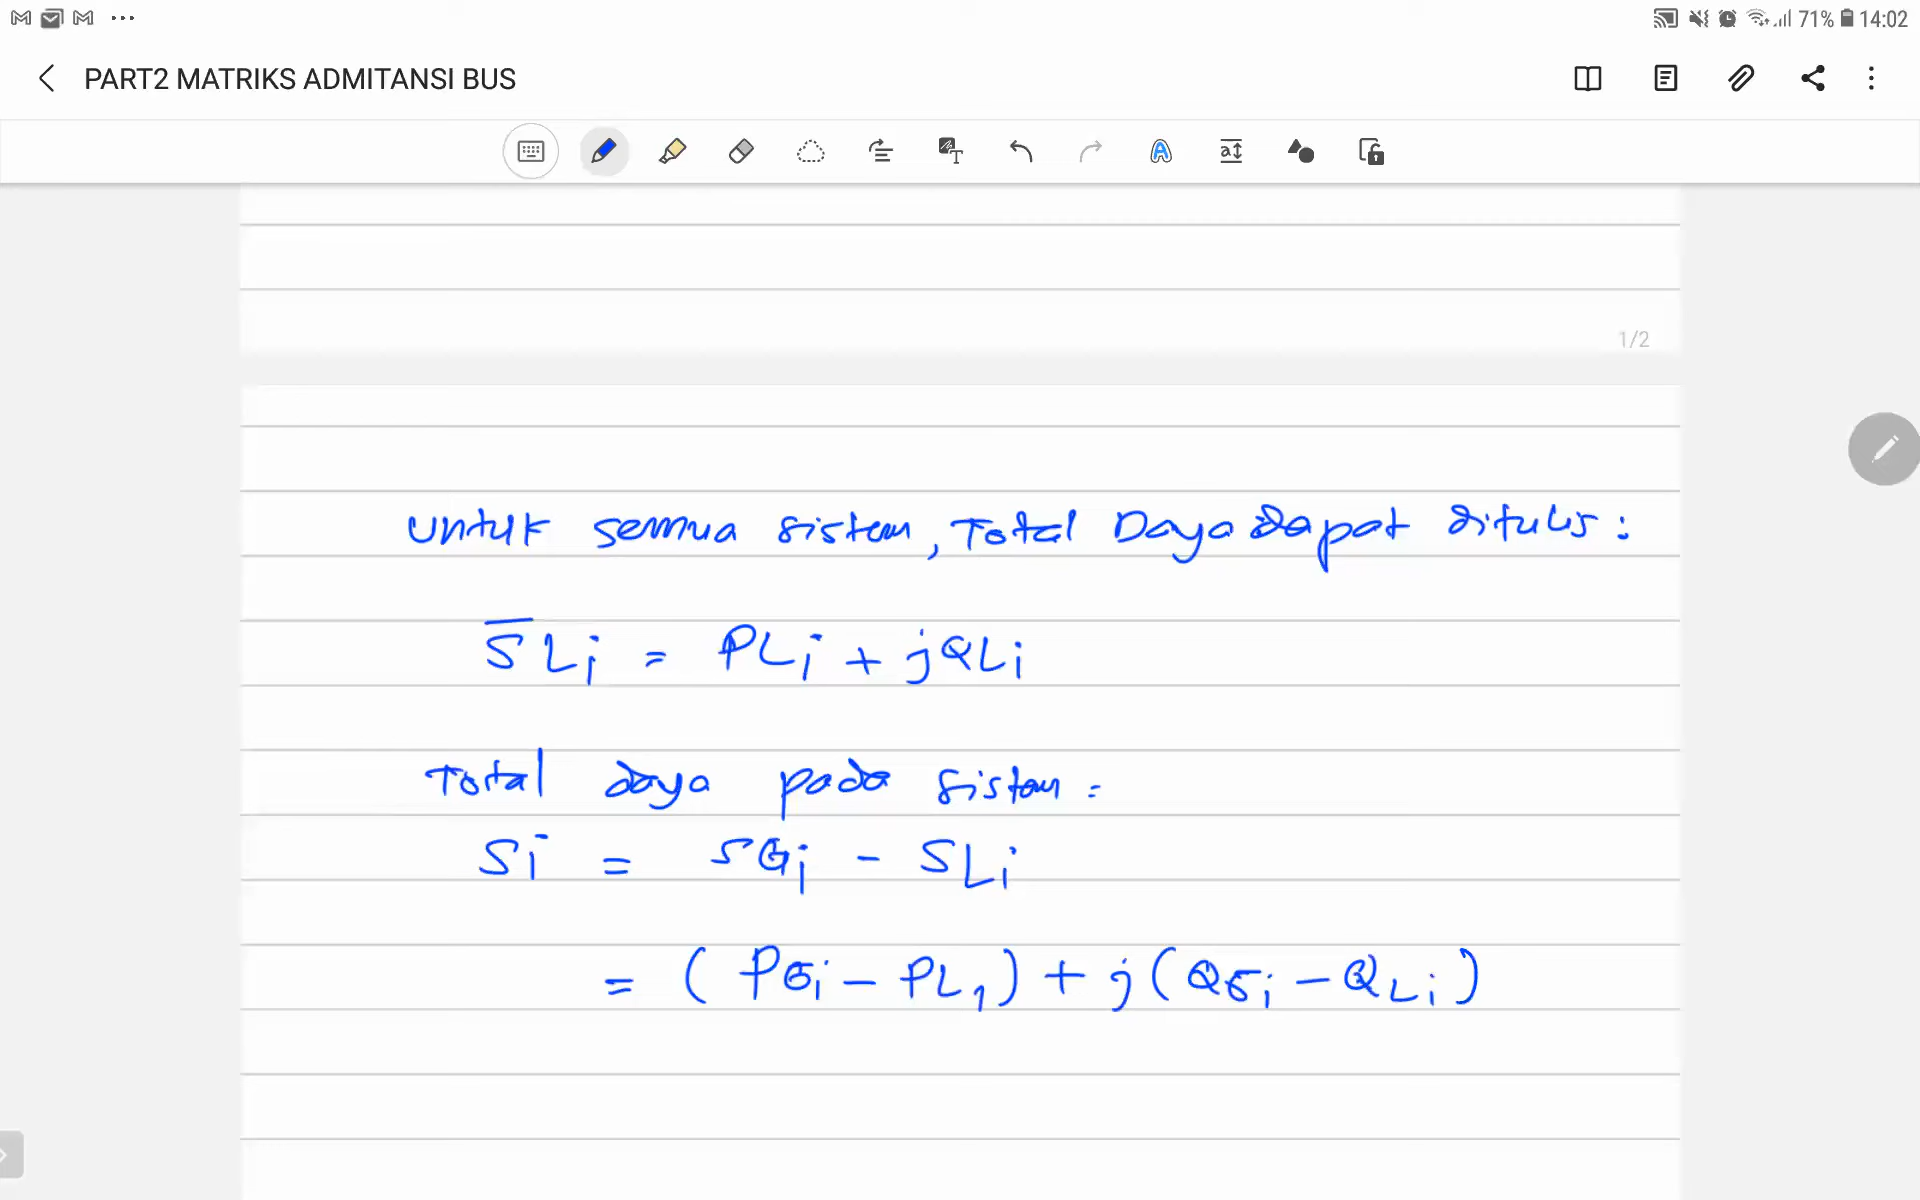 71% 14:02
PART2 MATRIKS ADMITANSI BUS
1/2
untuk semua sistem, Total Daya dapat ditulis :
S̅Li = PLi + jQLi
Total daya pada sistem =
Si = SGi - SLi
= ( PGi - PL1 ) + j ( QGi - QLi )